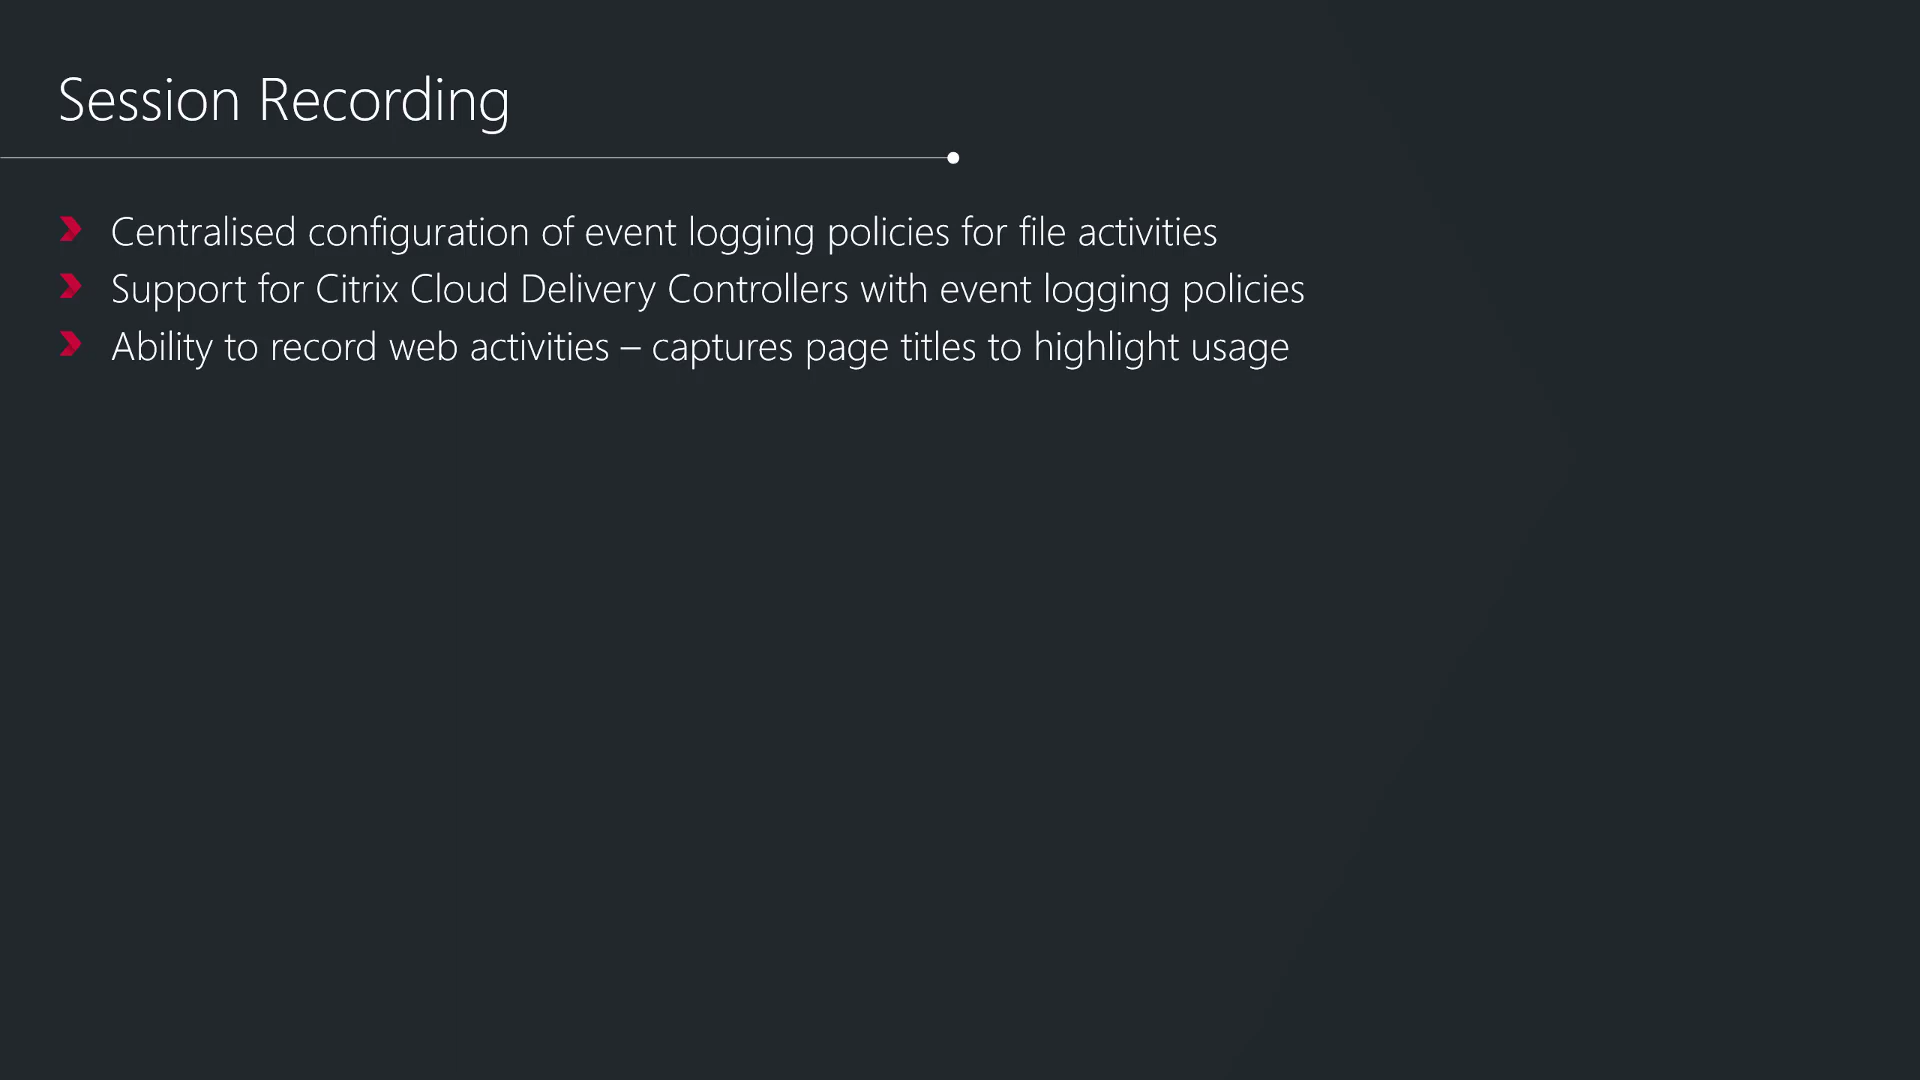 Session Recording
Centralised configuration of event logging policies for file activities
Support for Citrix Cloud Delivery Controllers with event logging policies
Ability to record web activities – captures page titles to highlight usage